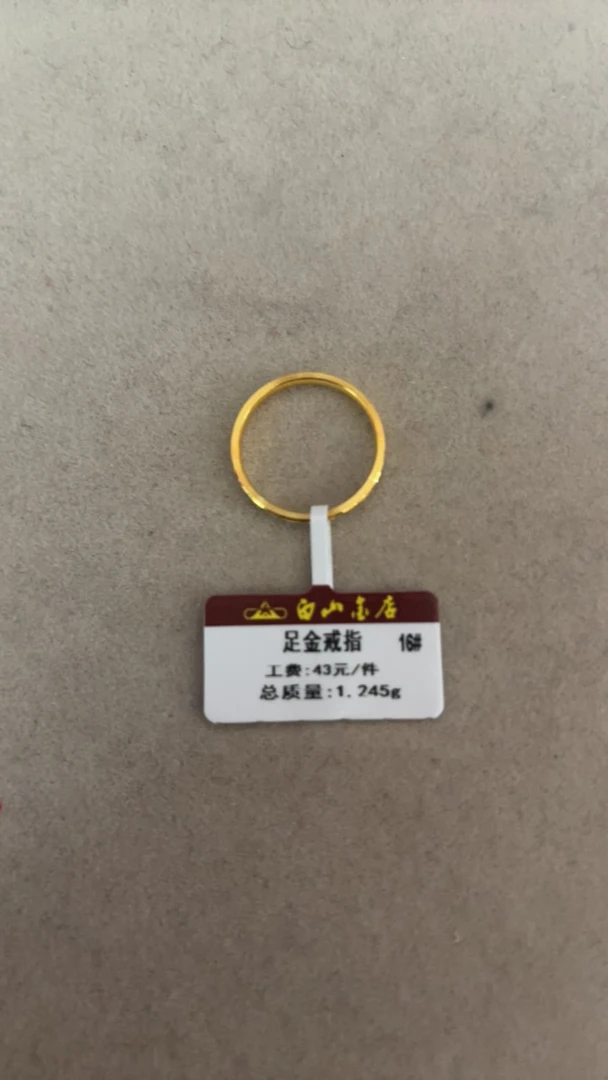 白山金店
足金戒指 16#
工费:43元/件
总质量:1.245g